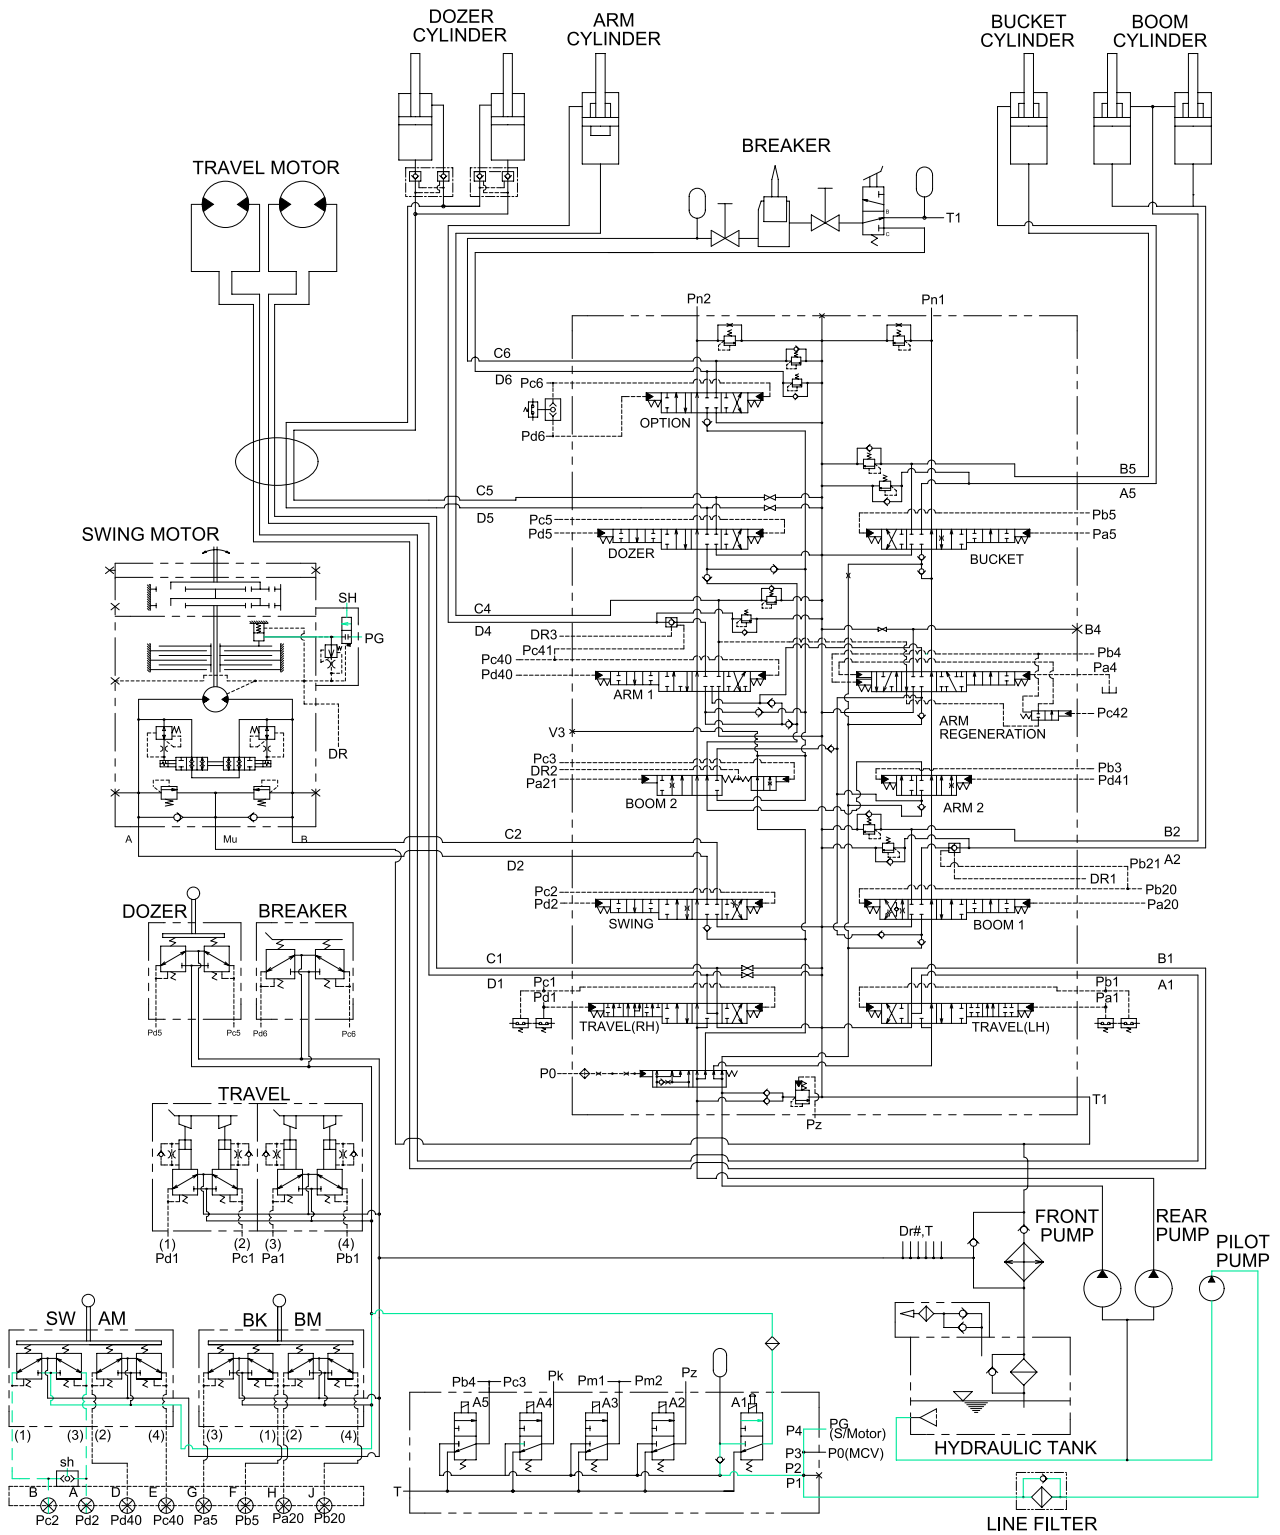 DOZER
CYLINDER
ARM
CYLINDER
BUCKET
CYLINDER
BOOM
CYLINDER
BREAKER
TRAVEL MOTOR
B
C
T1
Pn2
Pn1
C6
D6
Pc6
OPTION
Pd6
B5
A5
C5
D5
Pc5
Pd5
DOZER
Pb5
Pa5
BUCKET
SWING MOTOR
SH
PG
C4
D4
DR3
Pc41
Pc40
Pd40
ARM 1
B4
Pb4
Pa4
Pc42
ARM
REGENERATION
V3
DR
Pc3
DR2
Pa21
BOOM 2
Pb3
Pd41
ARM 2
A
Mu
B
C2
D2
B2
A2
Pb21
DR1
Pc2
Pd2
SWING
Pb20
Pa20
BOOM 1
DOZER
BREAKER
C1
D1
Pc1
Pd1
TRAVEL(RH)
B1
A1
Pb1
Pa1
TRAVEL(LH)
Pd5
Pc5
Pd6
Pc6
P0
T1
Pz
TRAVEL
(1)
(2)
(3)
(4)
Pd1
Pc1
Pa1
Pb1
Dr#,T
FRONT
PUMP
REAR
PUMP
PILOT
PUMP
SW
AM
BK
BM
(1)
(3)
(2)
(4)
(3)
(1)
(2)
(4)
Pb4
Pc3
Pk
Pm1
Pm2
Pz
A5
A4
A3
A2
A1
P4
PG
(S/Motor)
P3
P0(MCV)
P2
P1
T
HYDRAULIC TANK
LINE FILTER
sh
B
A
D
E
G
F
H
J
Pc2
Pd2
Pd40
Pc40
Pa5
Pb5
Pa20
Pb20